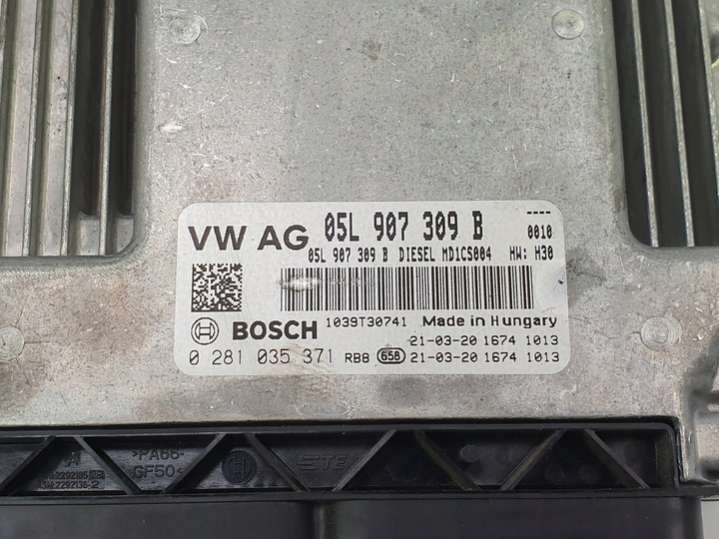 VW AG 05L 907 309 B ----
0010
05L 907 309 B DIESEL MD1CS004 HW: H30
1039T30741 Made in Hungary
BOSCH
21-03-20 1674 1013
0 281 035 371 RB8 658 21-03-20 1674 1013
>PA66-
GF50<